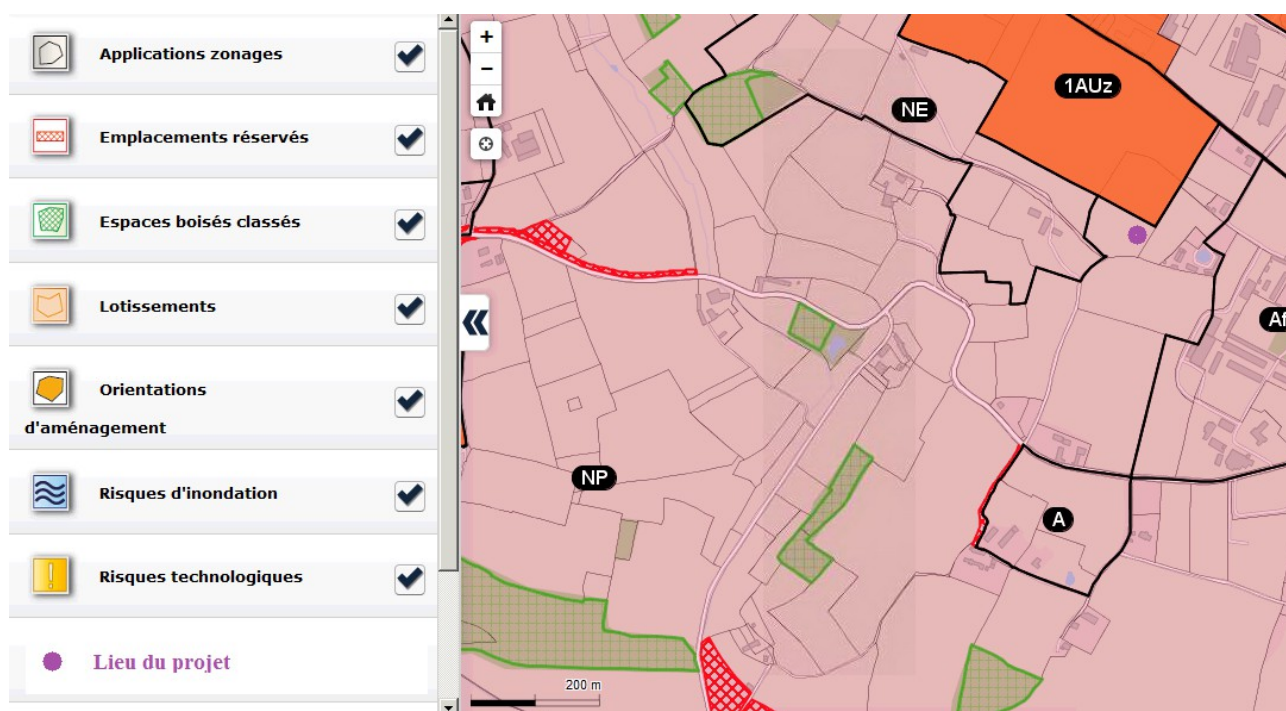 Applications zonages
Emplacements réservés
Espaces boisés classés
Lotissements
Orientations
d'aménagement
Risques d'inondation
Risques technologiques
Lieu du projet
+
−
1AUz
NE
Af
NP
A
200 m